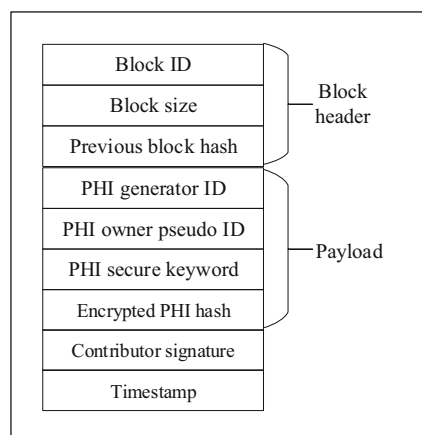 Block ID
Block size
Previous block hash
PHI generator ID
PHI owner pseudo ID
PHI secure keyword
Encrypted PHI hash
Contributor signature
Timestamp
Block
header
Payload